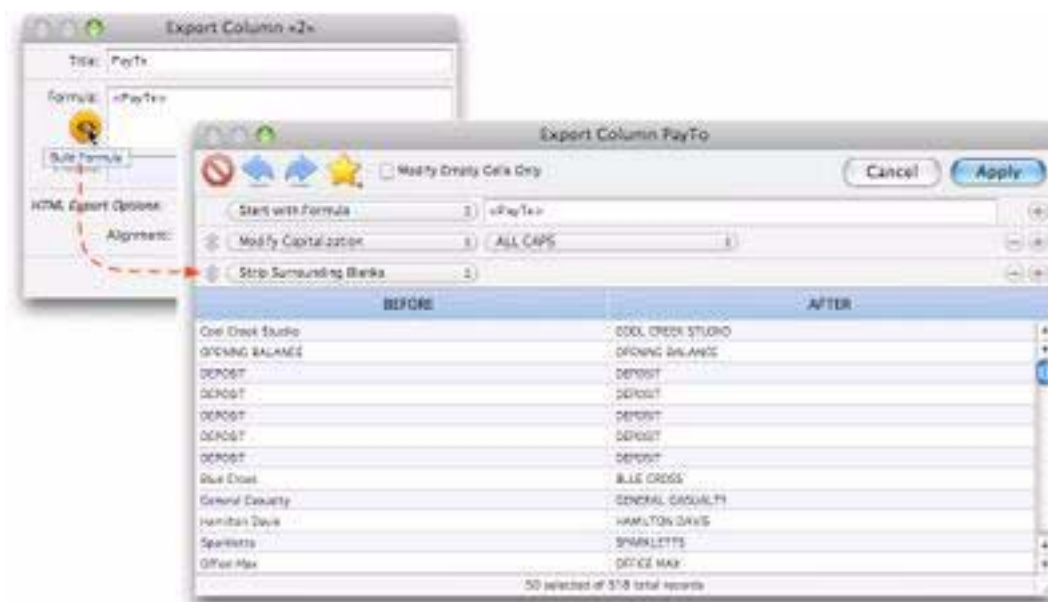 Export Column «2»
Title: PayTo
Formula: «PayTo»
Build Formula
HTML Export Options:
Alignment:
Export Column PayTo
Modify Empty Cells Only
Cancel
Apply
Start with Formula
«PayTo»
Modify Capitalization
ALL CAPS
Strip Surrounding Blanks
BEFORE AFTER
Cool Creek Studio COOL CREEK STUDIO
OPENING BALANCE OPENING BALANCE
DEPOSIT DEPOSIT
DEPOSIT DEPOSIT
DEPOSIT DEPOSIT
DEPOSIT DEPOSIT
DEPOSIT DEPOSIT
Blue Cross BLUE CROSS
General Casualty GENERAL CASUALTY
Hamilton Davis HAMILTON DAVIS
Sparkletts SPARKLETTS
Office Max OFFICE MAX
50 selected of 518 total records